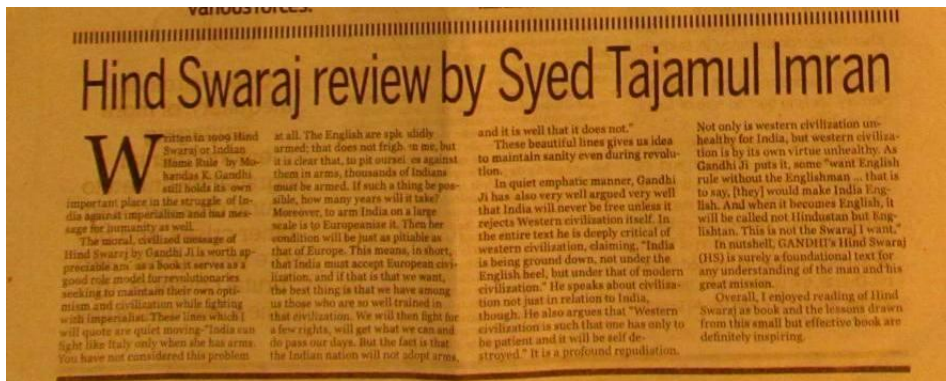 various forces.
Hind Swaraj review by Syed Tajamul Imran
Written in 1909 Hind
Swaraj or Indian
Home Rule by Mo-
handas K. Gandhi
still holds its own
important place in the struggle of In-
dia against imperialism and has mes-
sage for humanity as well.
The moral, civilized message of
Hind Swaraj by Gandhi Ji is worth ap-
preciable as a Book it serves as a
good role model for revolutionaries
seeking to maintain their own opti-
mism and civilization while fighting
with imperialist. These lines which I
will quote are quiet moving-"India can
fight like Italy only when she has arms.
You have not considered this problem
at all. The English are splendidly
armed; that does not frighten me, but
it is clear that, to pit ourselves against
them in arms, thousands of Indians
must be armed. If such a thing be pos-
sible, how many years will it take?
Moreover, to arm India on a large
scale is to Europeanise it. Then her
condition will be just as pitiable as
that of Europe. This means, in short,
that India must accept European civi-
lization, and if that is that we want,
the best thing is that we have among
us those who are so well trained in
that civilization. We will then fight for
a few rights, will get what we can and
do pass our days. But the fact is that
the Indian nation will not adopt arms,
and it is well that it does not."
These beautiful lines gives us idea
to maintain sanity even during revolu-
tion.
In quiet emphatic manner, Gandhi
Ji has also very well argued very well
that India will never be free unless it
rejects Western civilization itself. In
the entire text he is deeply critical of
western civilization, claiming, "India
is being ground down, not under the
English heel, but under that of modern
civilization." He speaks about civiliza-
tion not just in relation to India,
though. He also argues that "Western
civilization is such that one has only to
be patient and it will be self de-
stroyed." It is a profound repudiation.
Not only is western civilization un-
healthy for India, but western civiliza-
tion is by its own virtue unhealthy. As
Gandhi Ji puts it, some "want English
rule without the Englishman ... that is
to say, [they] would make India Eng-
lish. And when it becomes English, it
will be called not Hindustan but Eng-
lishtan. This is not the Swaraj I want."
In nutshell, GANDHI's Hind Swaraj
(HS) is surely a foundational text for
any understanding of the man and his
great mission.
Overall, I enjoyed reading of Hind
Swaraj as book and the lessons drawn
from this small but effective book are
definitely inspiring.